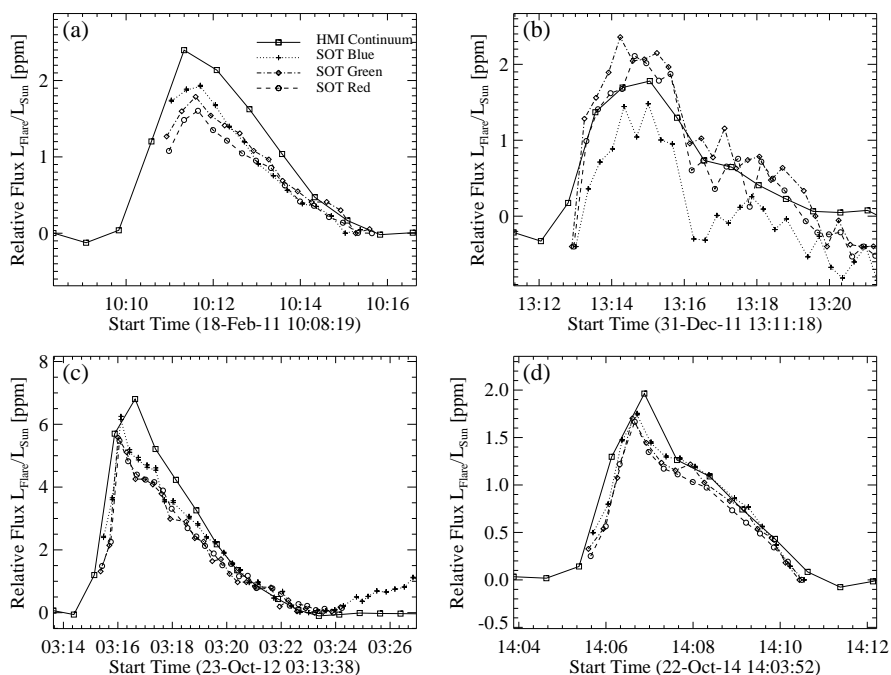 (a)
HMI Continuum
SOT Blue
SOT Green
SOT Red
Relative Flux L_Flare/L_Sun [ppm]
2
1
0
10:10 10:12 10:14 10:16
Start Time (18-Feb-11 10:08:19)
(b)
Relative Flux L_Flare/L_Sun [ppm]
2
1
0
13:12 13:14 13:16 13:18 13:20
Start Time (31-Dec-11 13:11:18)
(c)
Relative Flux L_Flare/L_Sun [ppm]
8
6
4
2
0
03:14 03:16 03:18 03:20 03:22 03:24 03:26
Start Time (23-Oct-12 03:13:38)
(d)
Relative Flux L_Flare/L_Sun [ppm]
2.0
1.5
1.0
0.5
0.0
-0.5
14:04 14:06 14:08 14:10 14:12
Start Time (22-Oct-14 14:03:52)